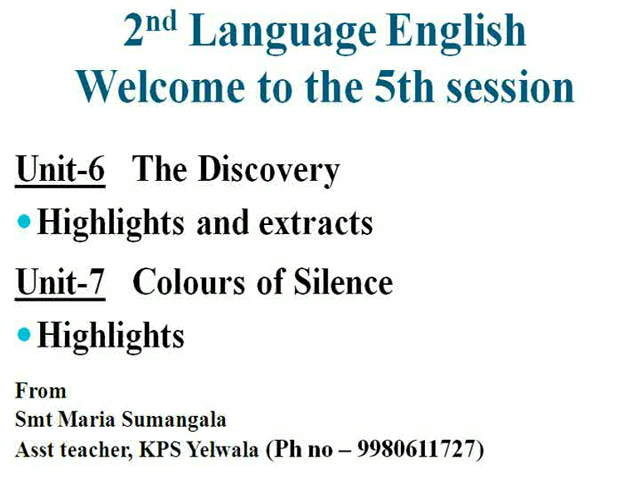 2nd Language English
Welcome to the 5th session
Unit-6 The Discovery
• Highlights and extracts
Unit-7 Colours of Silence
• Highlights
From
Smt Maria Sumangala
Asst teacher, KPS Yelwala (Ph no – 9980611727)